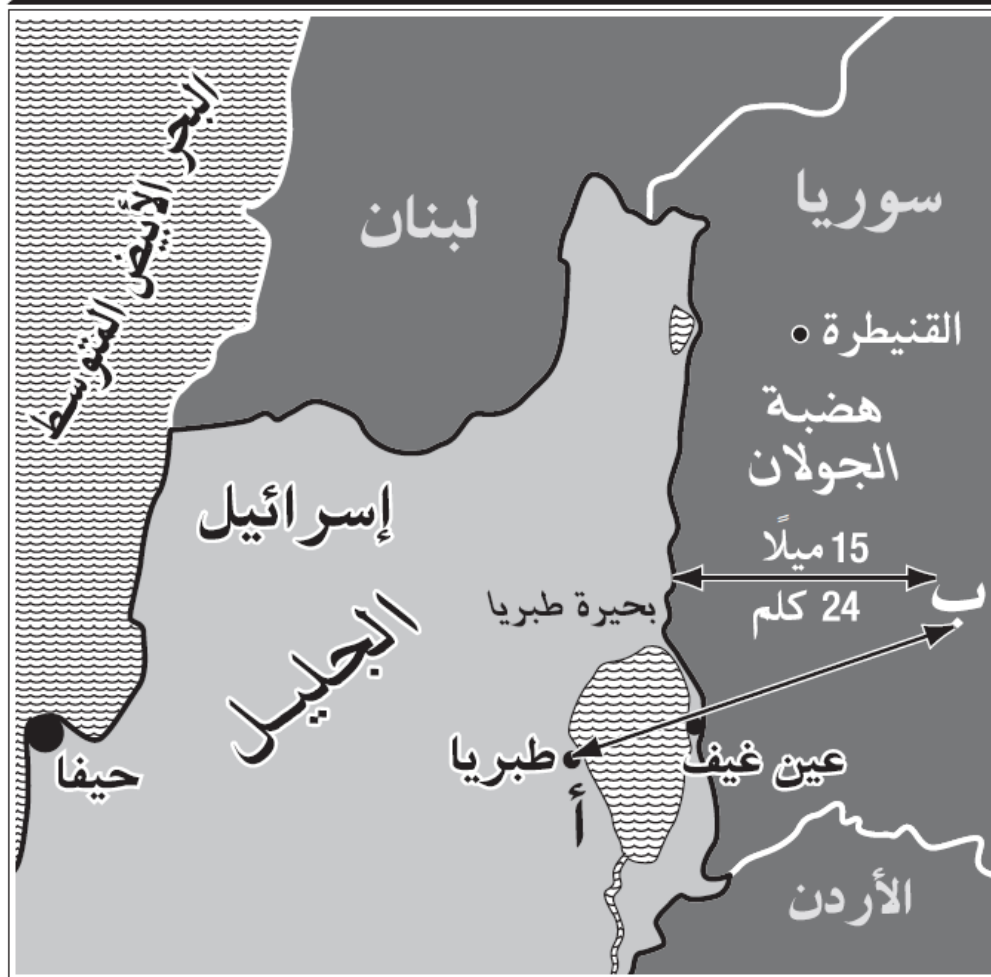 البحر الأبيض المتوسط
لبنان
سوريا
القنيطرة
هضبة
الجولان
إسرائيل
15 ميلًا
24 كلم
ب
بحيرة طبريا
الجليل
حيفا
طبريا
أ
عين غيف
الأردن